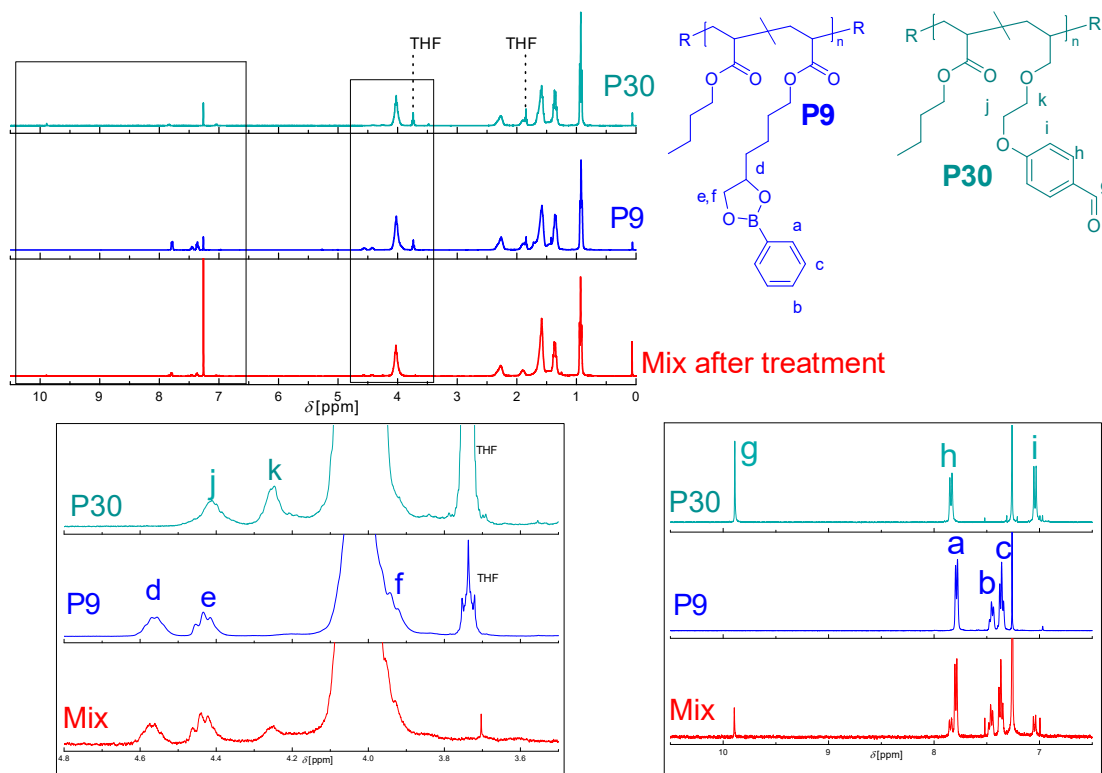 THF
THF
P30
P9
Mix after treatment
10
9
8
7
6
5
4
3
2
1
0
δ [ppm]
R
R
n
O
O
O
O
P9
d
e,f
O
O
B
a
c
b
R
R
n
O
O
O
j
k
O
i
h
P30
g
O
P30
j
k
THF
P9
d
e
f
THF
Mix
4.8
4.6
4.4
4.2
4.0
3.8
3.6
δ [ppm]
P30
g
h
i
P9
a
b
c
Mix
10
9
8
7
δ [ppm]